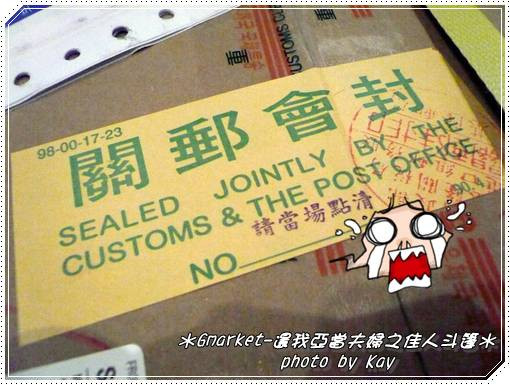 CUSTOMS
98-00-17-23
關郵會封
SEALED JOINTLY BY THE
CUSTOMS & THE POST OFFICE
請當場點清
NO
*Gmarket-還我亞當夫婦之佳人斗篷*
photo by Kay